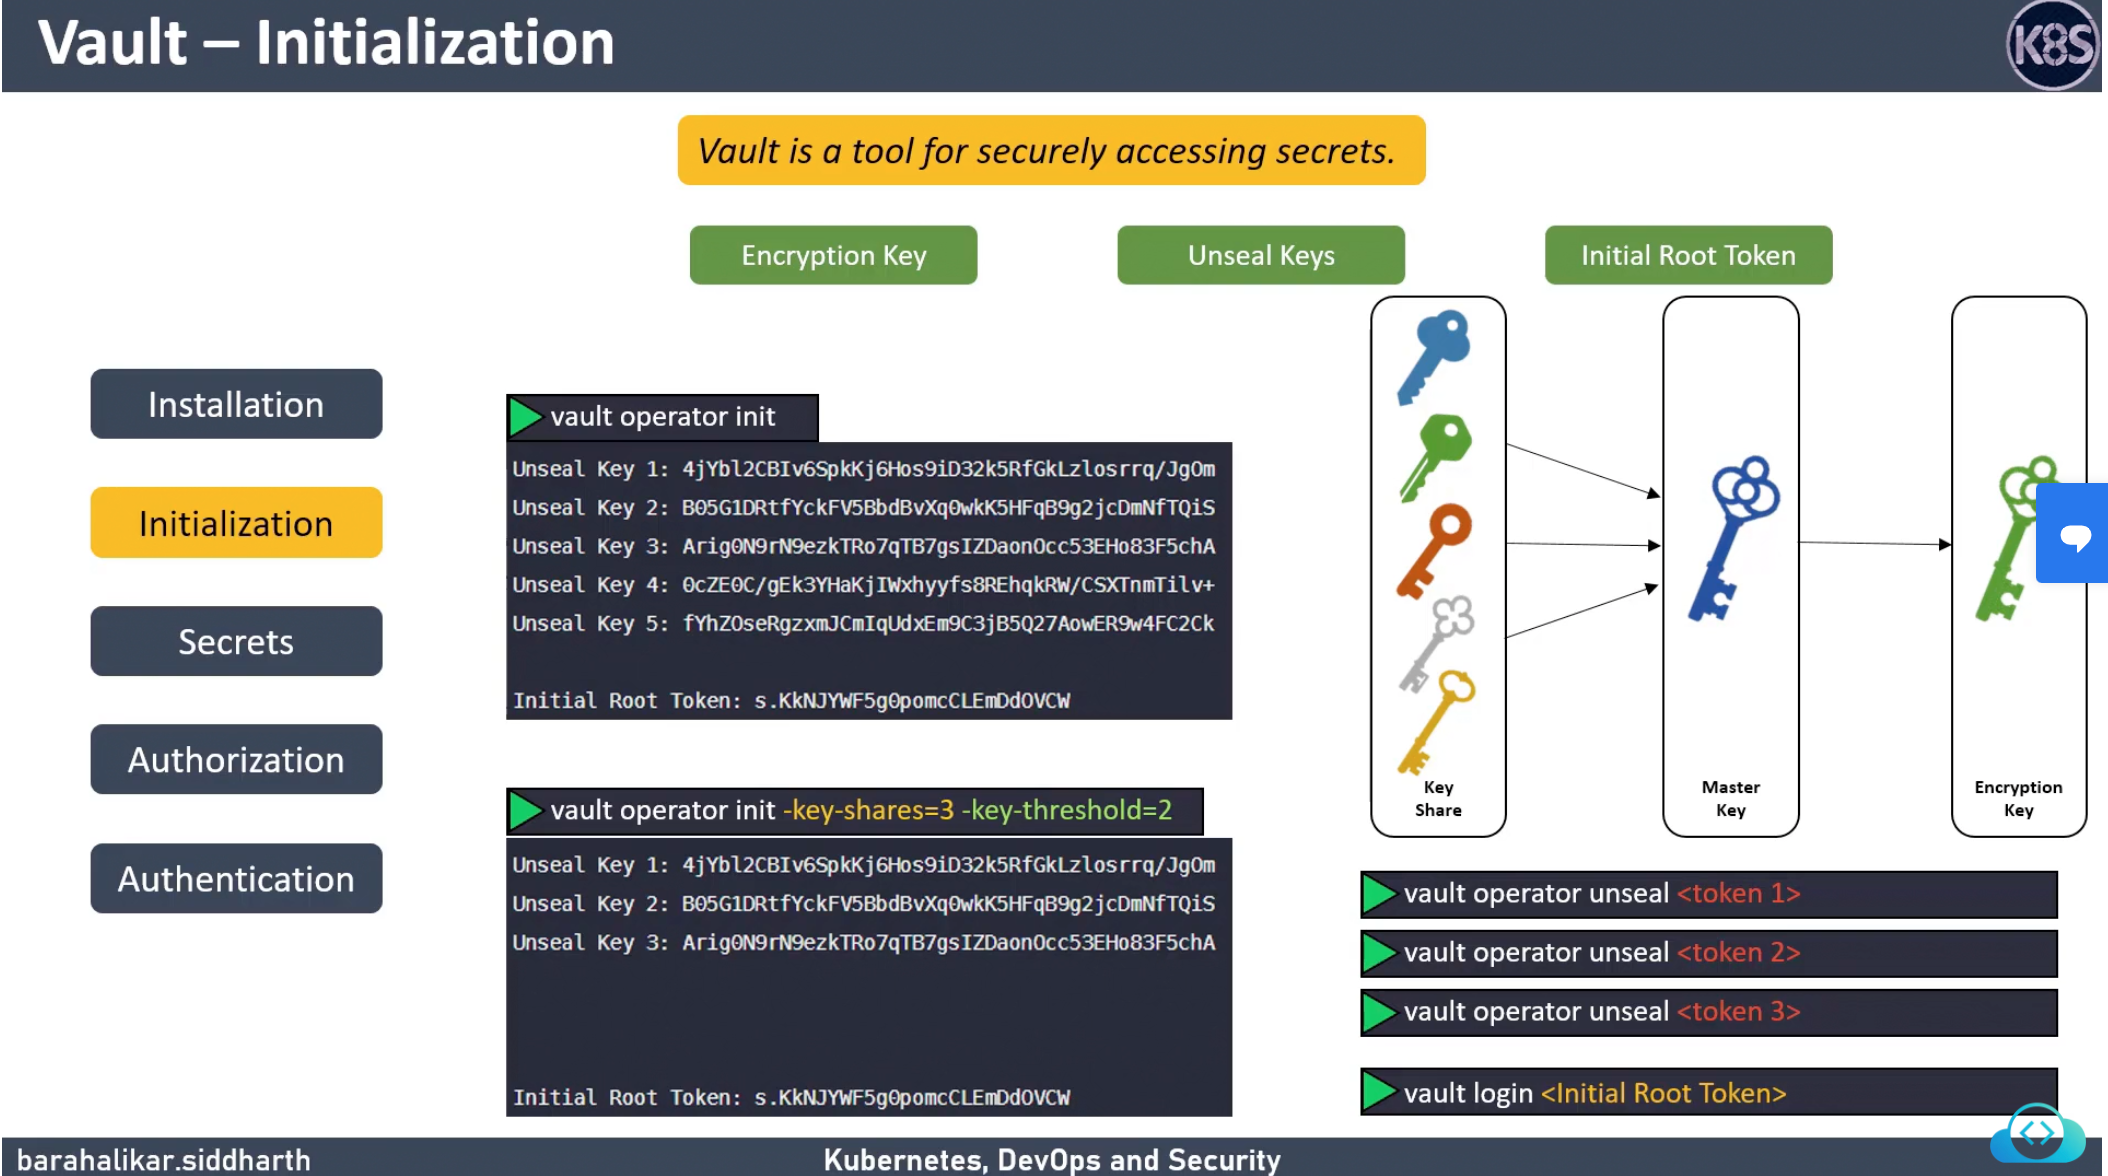 Vault – Initialization
K8S
Vault is a tool for securely accessing secrets.
Encryption Key
Unseal Keys
Initial Root Token
Installation
Initialization
Secrets
Authorization
Authentication
vault operator init
Unseal Key 1: 4jYbl2CBIv6SpkKj6Hos9iD32k5RfGkLzlosrrq/JgOm
Unseal Key 2: B05G1DRtfYckFV5BbdBvXq0wkK5HFqB9g2jcDmNfTQiS
Unseal Key 3: Arig0N9rN9ezkTRo7qTB7gsIZDaonOcc53EHo83F5chA
Unseal Key 4: 0cZE0C/gEk3YHaKjIWxhyyfs8REhqkRW/CSXTnmTilv+
Unseal Key 5: fYhZOseRgzxmJCmIqUdxEm9C3jB5Q27AowER9w4FC2Ck
Initial Root Token: s.KkNJYWF5g0pomcCLEmDdOVCW
vault operator init -key-shares=3 -key-threshold=2
Unseal Key 1: 4jYbl2CBIv6SpkKj6Hos9iD32k5RfGkLzlosrrq/JgOm
Unseal Key 2: B05G1DRtfYckFV5BbdBvXq0wkK5HFqB9g2jcDmNfTQiS
Unseal Key 3: Arig0N9rN9ezkTRo7qTB7gsIZDaonOcc53EHo83F5chA
Initial Root Token: s.KkNJYWF5g0pomcCLEmDdOVCW
Key
Share
Master
Key
Encryption
Key
vault operator unseal <token 1>
vault operator unseal <token 2>
vault operator unseal <token 3>
vault login <Initial Root Token>
barahalikar.siddharth
Kubernetes, DevOps and Security